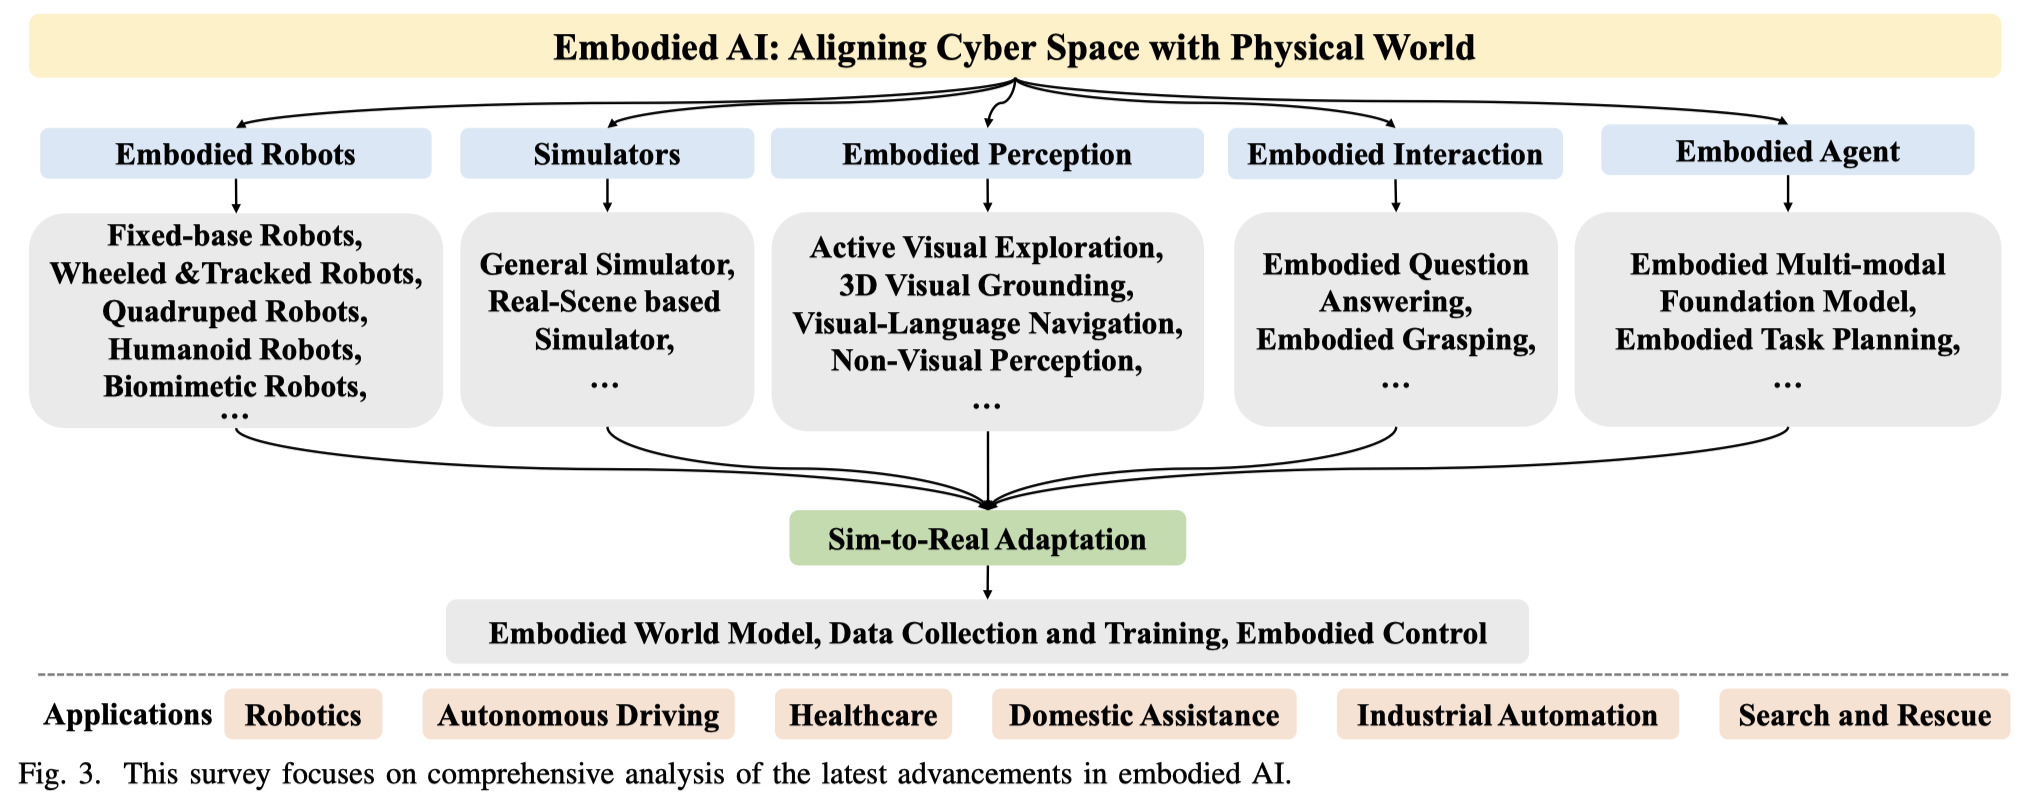 Embodied AI: Aligning Cyber Space with Physical World
Embodied Robots
Simulators
Embodied Perception
Embodied Interaction
Embodied Agent
Fixed-base Robots,
Wheeled &Tracked Robots,
Quadruped Robots,
Humanoid Robots,
Biomimetic Robots,
...
General Simulator,
Real-Scene based
Simulator,
...
Active Visual Exploration,
3D Visual Grounding,
Visual-Language Navigation,
Non-Visual Perception,
...
Embodied Question
Answering,
Embodied Grasping,
...
Embodied Multi-modal
Foundation Model,
Embodied Task Planning,
...
Sim-to-Real Adaptation
Embodied World Model, Data Collection and Training, Embodied Control
Applications Robotics Autonomous Driving Healthcare Domestic Assistance Industrial Automation Search and Rescue
Fig. 3. This survey focuses on comprehensive analysis of the latest advancements in embodied AI.